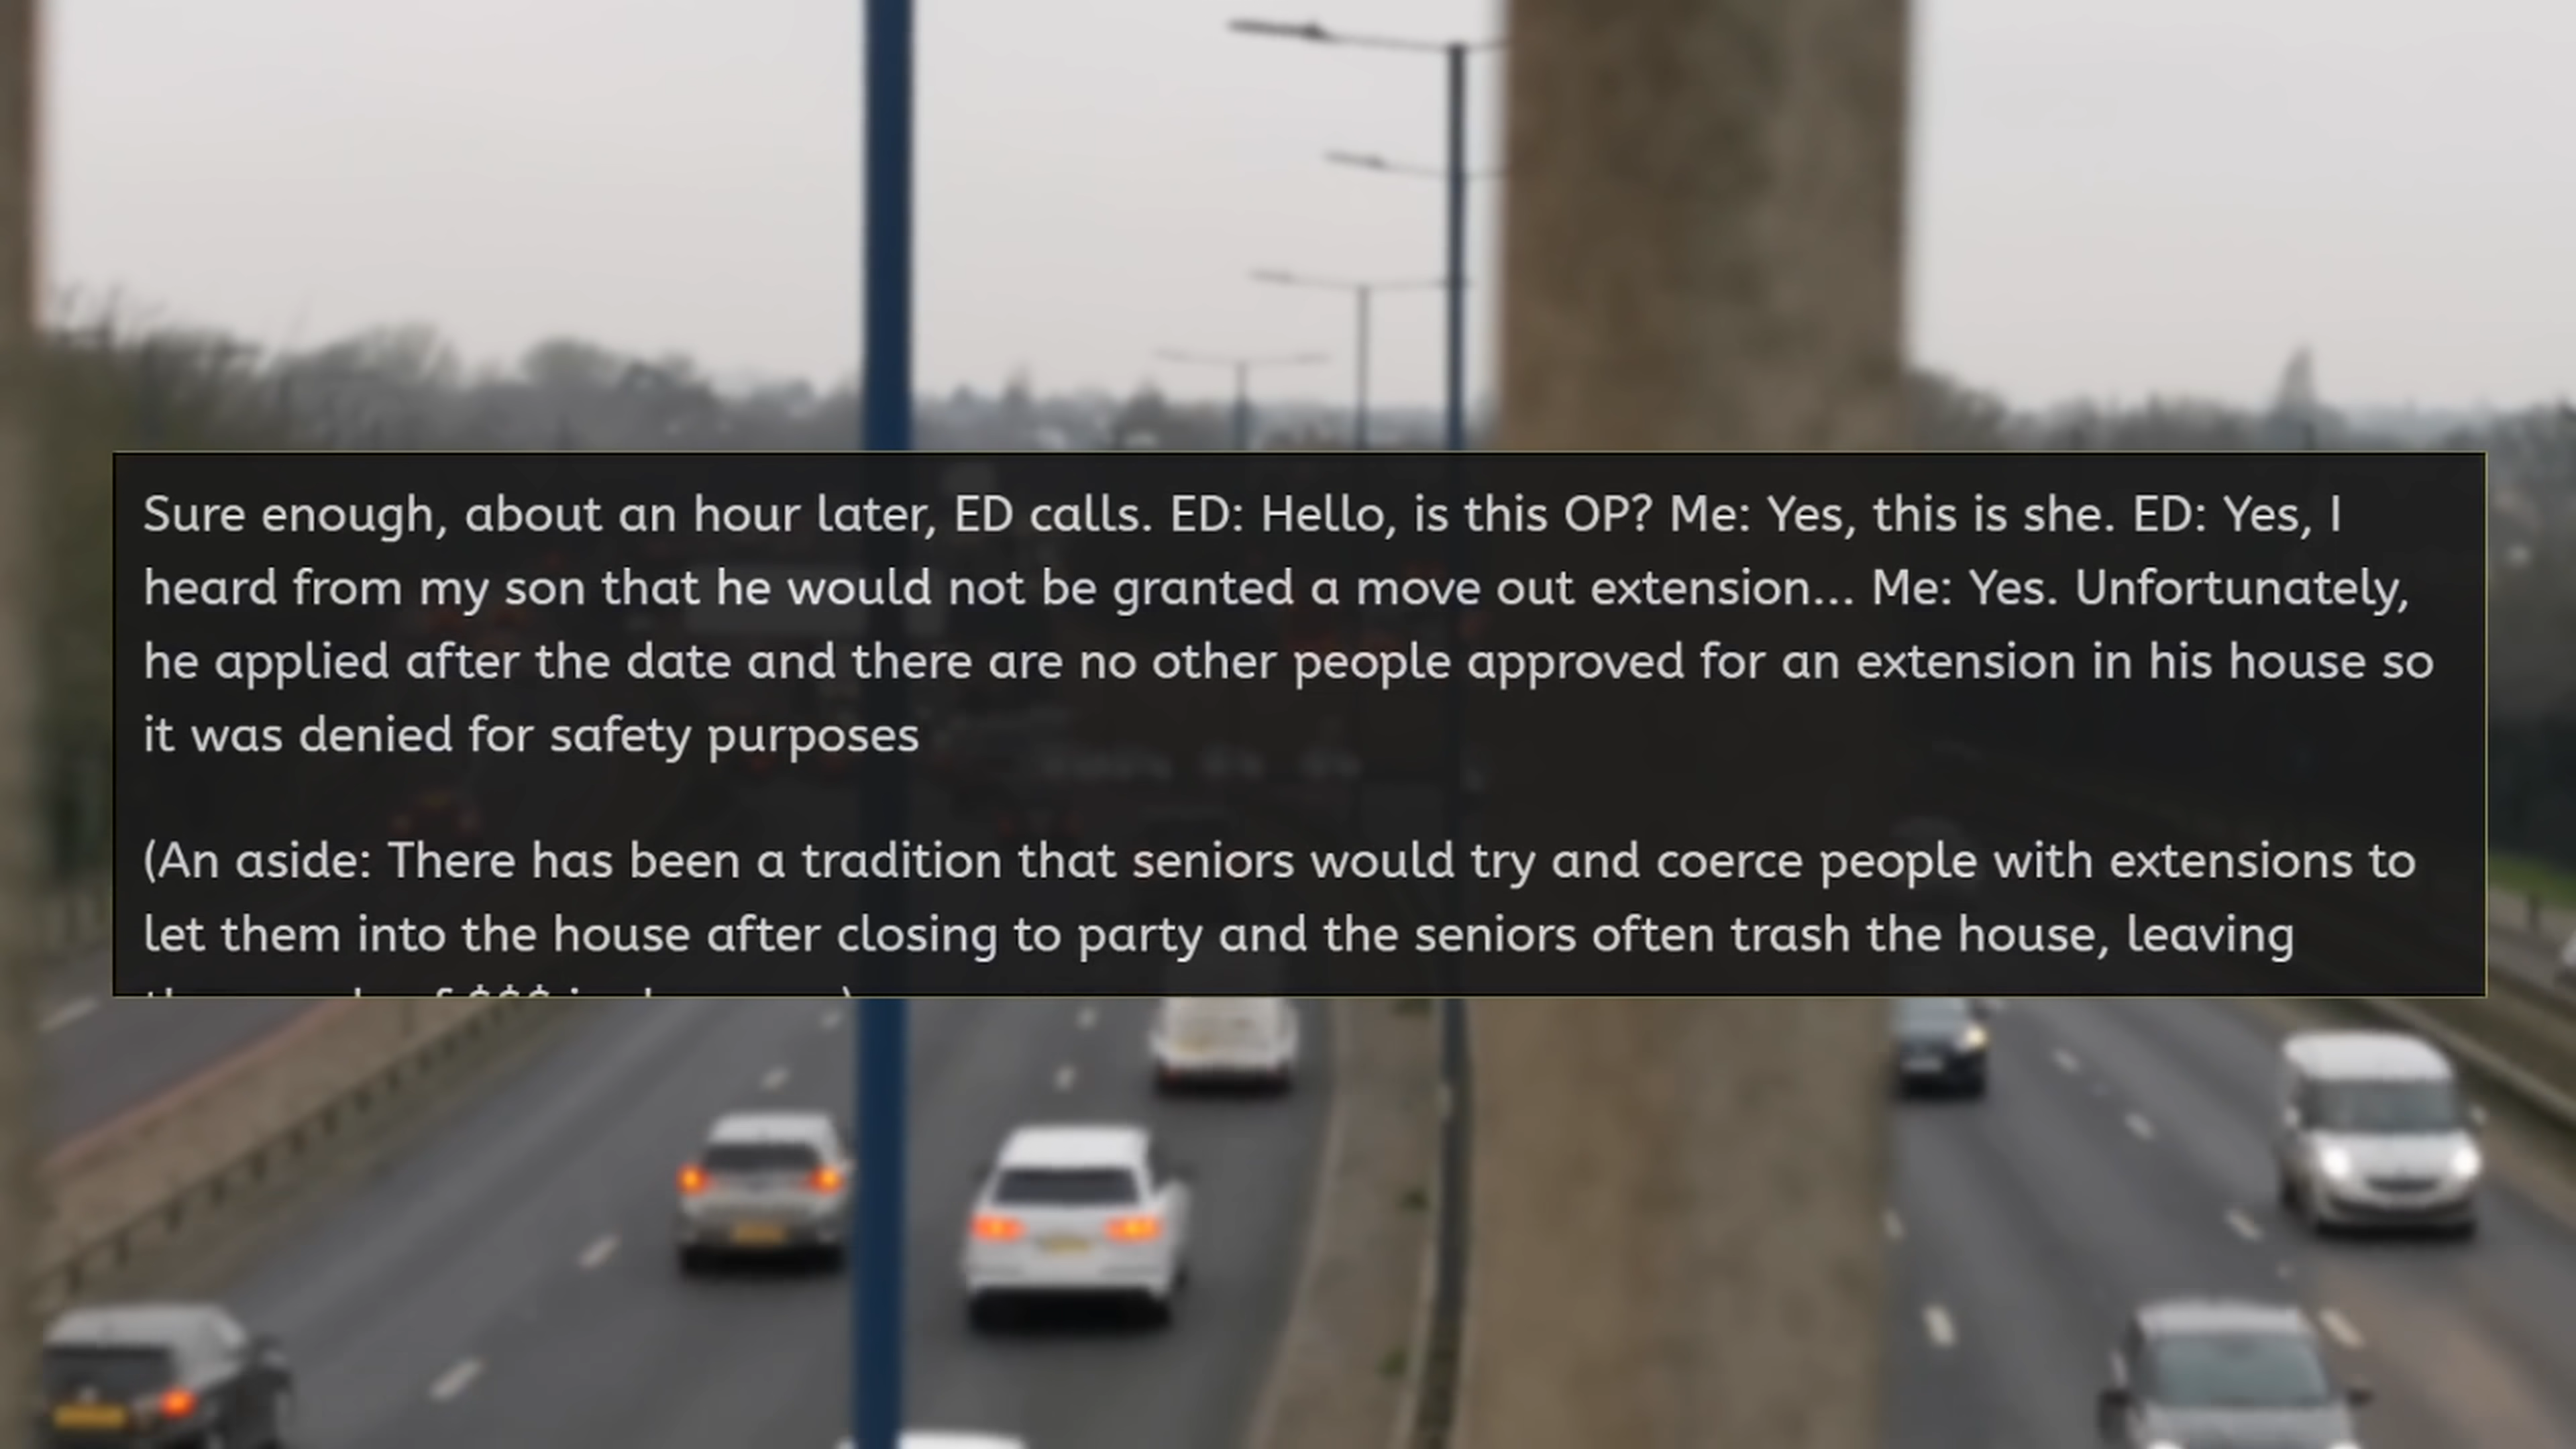 Sure enough, about an hour later, ED calls. ED: Hello, is this OP? Me: Yes, this is she. ED: Yes, I
heard from my son that he would not be granted a move out extension... Me: Yes. Unfortunately,
he applied after the date and there are no other people approved for an extension in his house so
it was denied for safety purposes
(An aside: There has been a tradition that seniors would try and coerce people with extensions to
let them into the house after closing to party and the seniors often trash the house, leaving